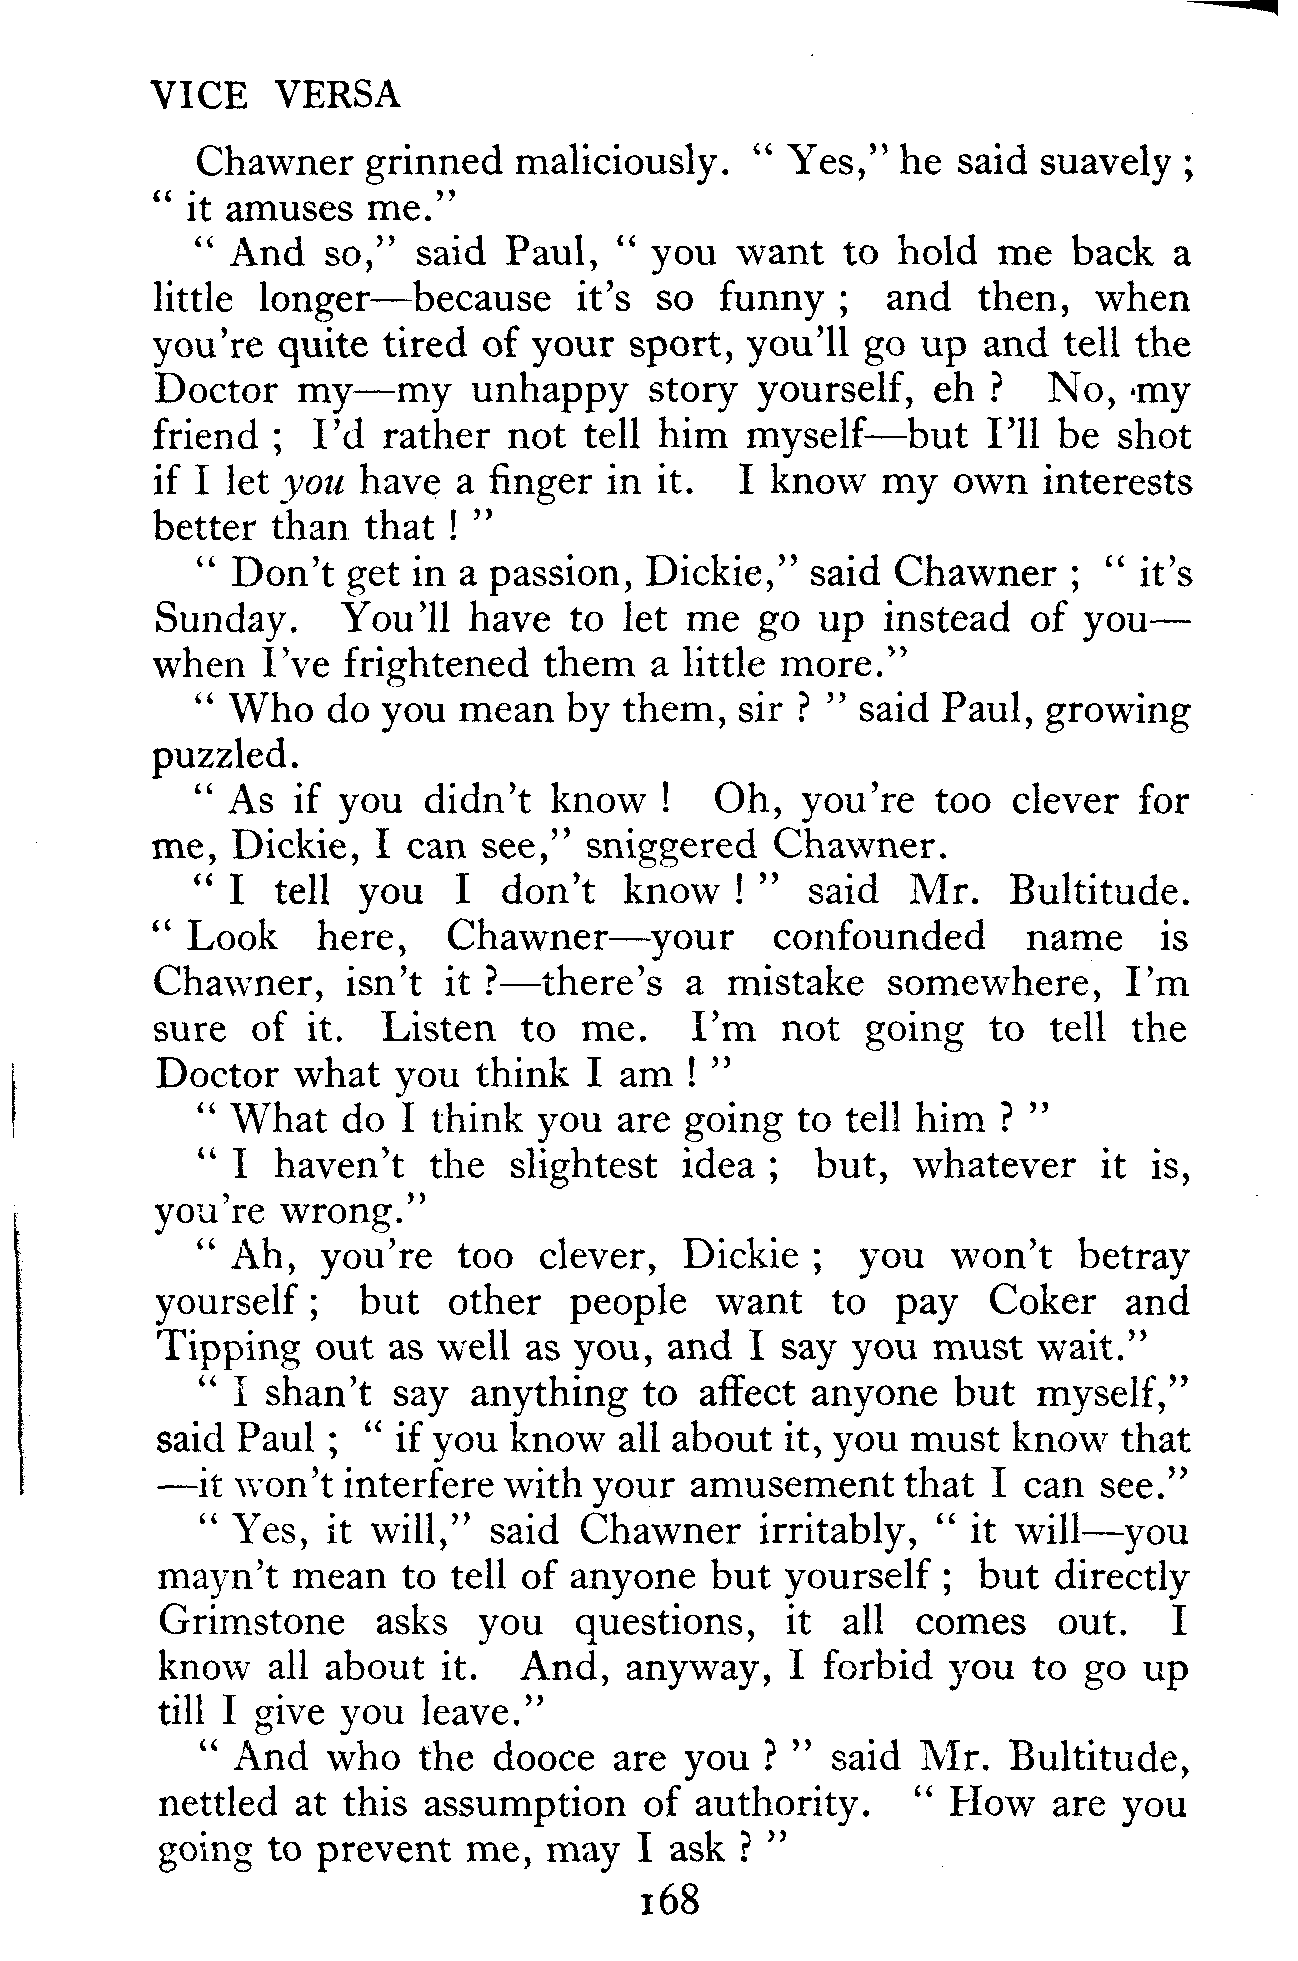 VICE VERSA
Chawner grinned maliciously. " Yes," he said suavely ;
" it amuses me."
" And so," said Paul, " you want to hold me back a
little longer—because it's so funny ; and then, when
you're quite tired of your sport, you'll go up and tell the
Doctor my—my unhappy story yourself, eh ? No, my
friend ; I'd rather not tell him myself—but I'll be shot
if I let you have a finger in it. I know my own interests
better than that ! "
" Don't get in a passion, Dickie," said Chawner ; " it's
Sunday. You'll have to let me go up instead of you—
when I've frightened them a little more."
" Who do you mean by them, sir ? " said Paul, growing
puzzled.
" As if you didn't know ! Oh, you're too clever for
me, Dickie, I can see," sniggered Chawner.
" I tell you I don't know ! " said Mr. Bultitude.
" Look here, Chawner—your confounded name is
Chawner, isn't it ?—there's a mistake somewhere, I'm
sure of it. Listen to me. I'm not going to tell the
Doctor what you think I am ! "
" What do I think you are going to tell him ? "
" I haven't the slightest idea ; but, whatever it is,
you're wrong."
" Ah, you're too clever, Dickie ; you won't betray
yourself ; but other people want to pay Coker and
Tipping out as well as you, and I say you must wait."
" I shan't say anything to affect anyone but myself,"
said Paul ; " if you know all about it, you must know that
—it won't interfere with your amusement that I can see."
" Yes, it will," said Chawner irritably, " it will—you
mayn't mean to tell of anyone but yourself ; but directly
Grimstone asks you questions, it all comes out. I
know all about it. And, anyway, I forbid you to go up
till I give you leave."
" And who the dooce are you ? " said Mr. Bultitude,
nettled at this assumption of authority. " How are you
going to prevent me, may I ask ? "
168